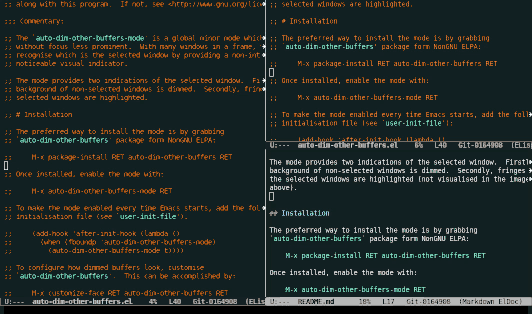 ;; along with this program.  If not, see <http://www.gnu.org/lice
;;; Commentary:
;; The `auto-dim-other-buffers-mode' is a global minor mode which
;; without focus less prominent.  With many windows in a frame,
;; recognise which is the selected window by providing a non-int
;; noticeable visual indicator.
;; The mode provides two indications of the selected window.  Fi
;; background of non-selected windows is dimmed.  Secondly, fringe
;; selected windows are highlighted.
;; # Installation
;; The preferred way to install the mode is by grabbing
;; `auto-dim-other-buffers' package form NonGNU ELPA:
;;     M-x package-install RET auto-dim-other-buffers RET
;; Once installed, enable the mode with:
;;     M-x auto-dim-other-buffers-mode RET
;; To make the mode enabled every time Emacs starts, add the fol
;; initialisation file (see `user-init-file').
;;     (add-hook 'after-init-hook (lambda ()
;;       (when (fboundp 'auto-dim-other-buffers-mode)
;;         (auto-dim-other-buffers-mode t))))
;; To configure how dimmed buffers look, customise
;; `auto-dim-other-buffers'.  This can be accomplished by:
;;     M-x customize-face RET auto-dim-other-buffers RET
U:---  auto-dim-other-buffers.el    4%   L40   Git-0164908  (ELis
;; selected windows are highlighted.
;; # Installation
;; The preferred way to install the mode is by grabbing
;; `auto-dim-other-buffers' package form NonGNU ELPA:
;;     M-x package-install RET auto-dim-other-buffers RET
;; Once installed, enable the mode with:
;;     M-x auto-dim-other-buffers-mode RET
;; To make the mode enabled every time Emacs starts, add the foll
;; initialisation file (see `user-init-file'):
;;     (add-hook 'after-init-hook (lambda ()
U:---  auto-dim-other-buffers.el    6%   L40   Git-0164908  (ELisp
The mode provides two indications of the selected window.  Firstl
background of non-selected windows is dimmed.  Secondly, fringes
the selected windows are highlighted (not visualised in the image
above).
## Installation
The preferred way to install the mode is by grabbing
`auto-dim-other-buffers` package form NonGNU ELPA:
    M-x package-install RET auto-dim-other-buffers RET
Once installed, enable the mode with:
    M-x auto-dim-other-buffers-mode RET
U:---  README.md      18%   L17   Git-0164908  (Markdown ElDoc)